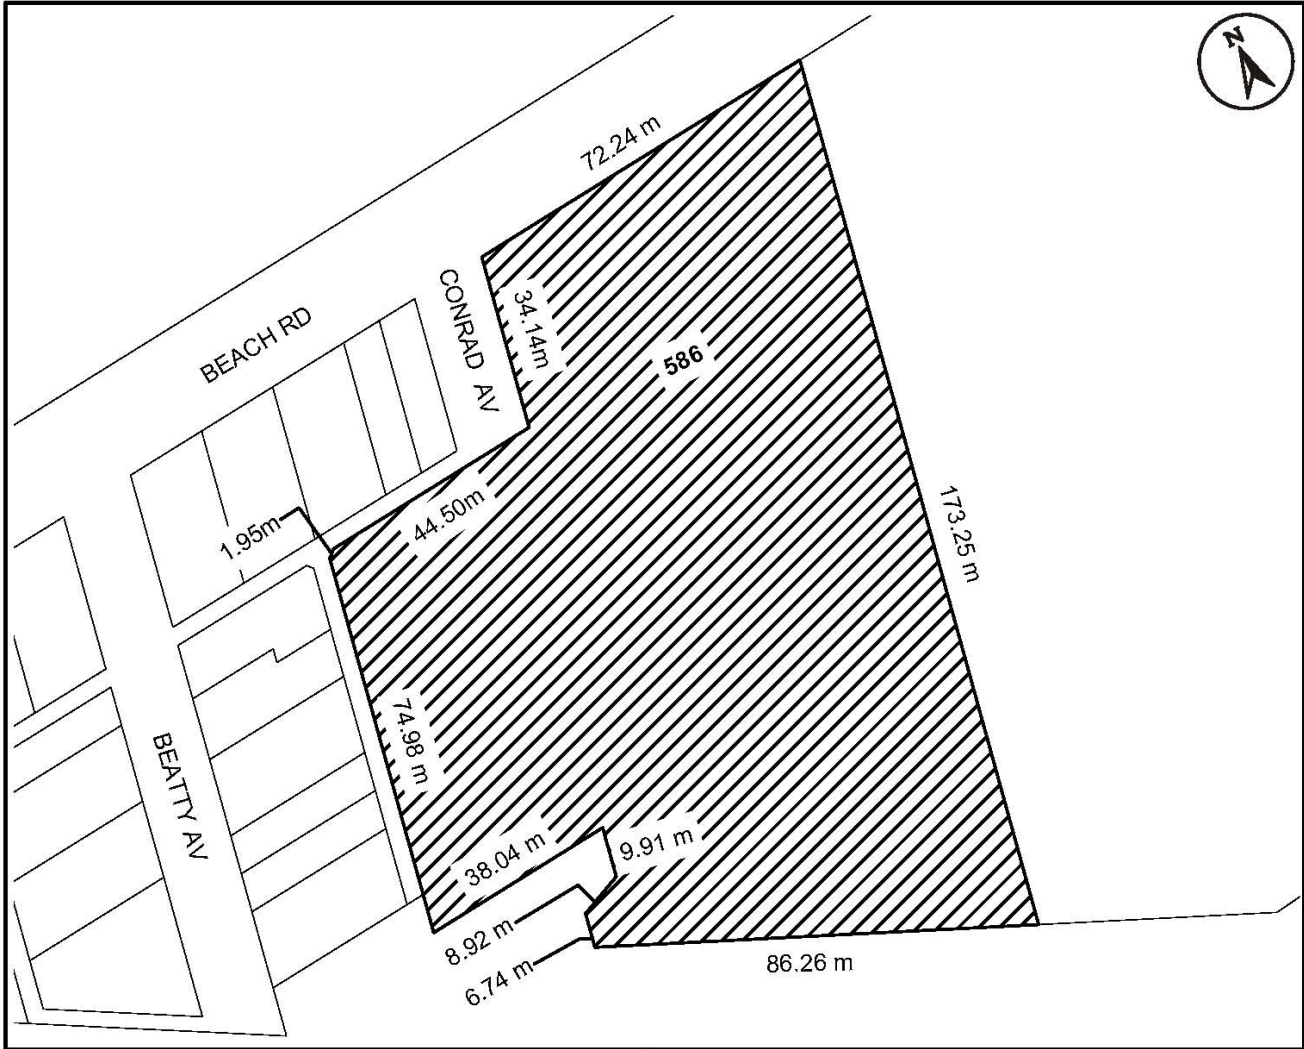 N
72.24 m
CONRAD AV
34.14m
BEACH RD
586
44.50m
1.95m
173.25 m
74.98 m
BEATTY AV
38.04 m
9.91 m
8.92 m
6.74 m
86.26 m